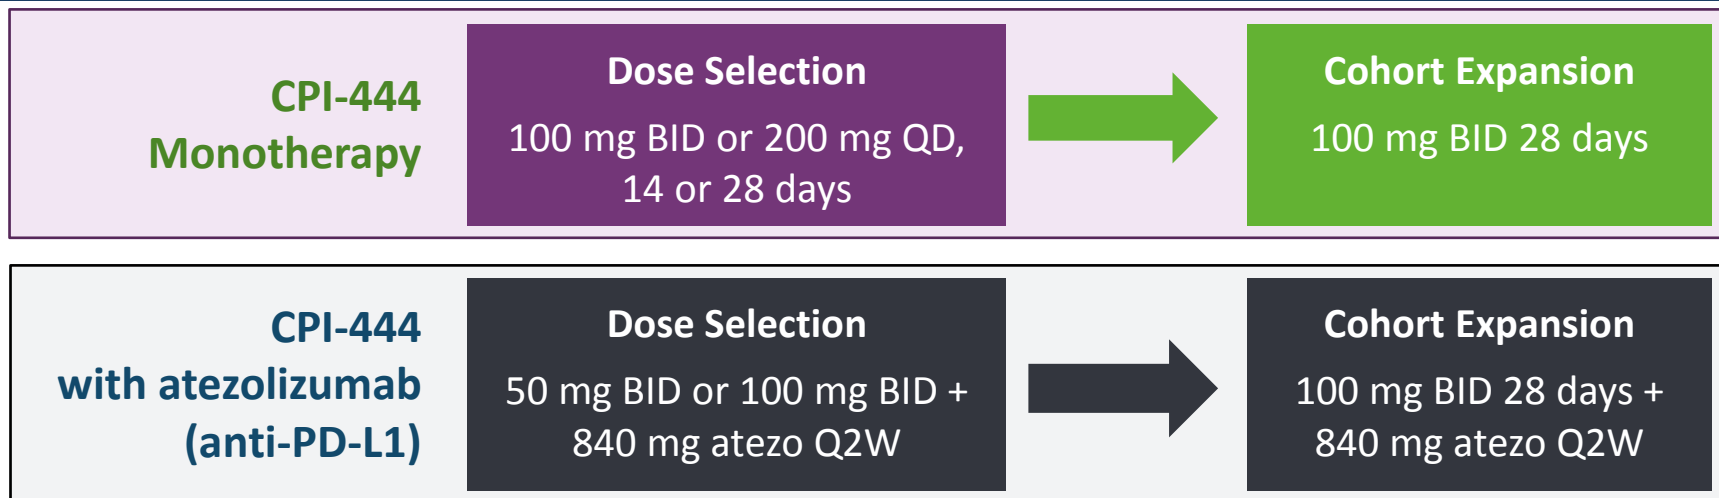 CPI-444
Monotherapy
Dose Selection
100 mg BID or 200 mg QD,
14 or 28 days
Cohort Expansion
100 mg BID 28 days
CPI-444
with atezolizumab
(anti-PD-L1)
Dose Selection
50 mg BID or 100 mg BID +
840 mg atezo Q2W
Cohort Expansion
100 mg BID 28 days +
840 mg atezo Q2W